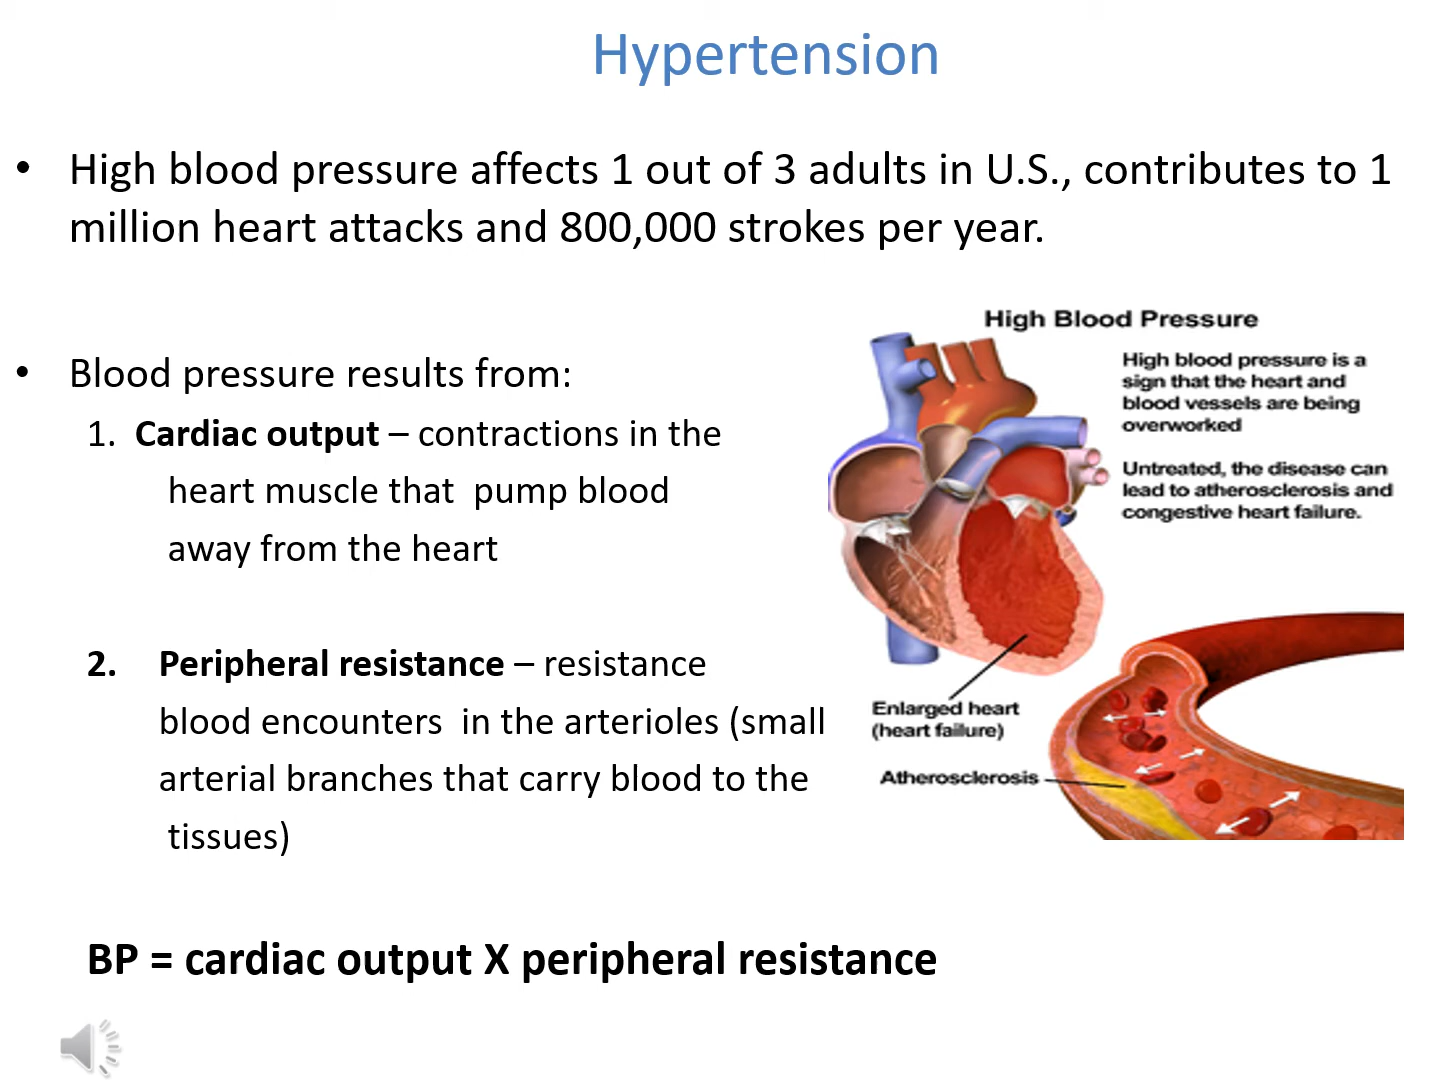 Hypertension
• High blood pressure affects 1 out of 3 adults in U.S., contributes to 1
million heart attacks and 800,000 strokes per year.
• Blood pressure results from:
1. Cardiac output – contractions in the
heart muscle that pump blood
away from the heart
2. Peripheral resistance – resistance
blood encounters in the arterioles (small
arterial branches that carry blood to the
tissues)
BP = cardiac output X peripheral resistance
High Blood Pressure
High blood pressure is a
sign that the heart and
blood vessels are being
overworked
Untreated, the disease can
lead to atherosclerosis and
congestive heart failure.
Enlarged heart
(heart failure)
Atherosclerosis